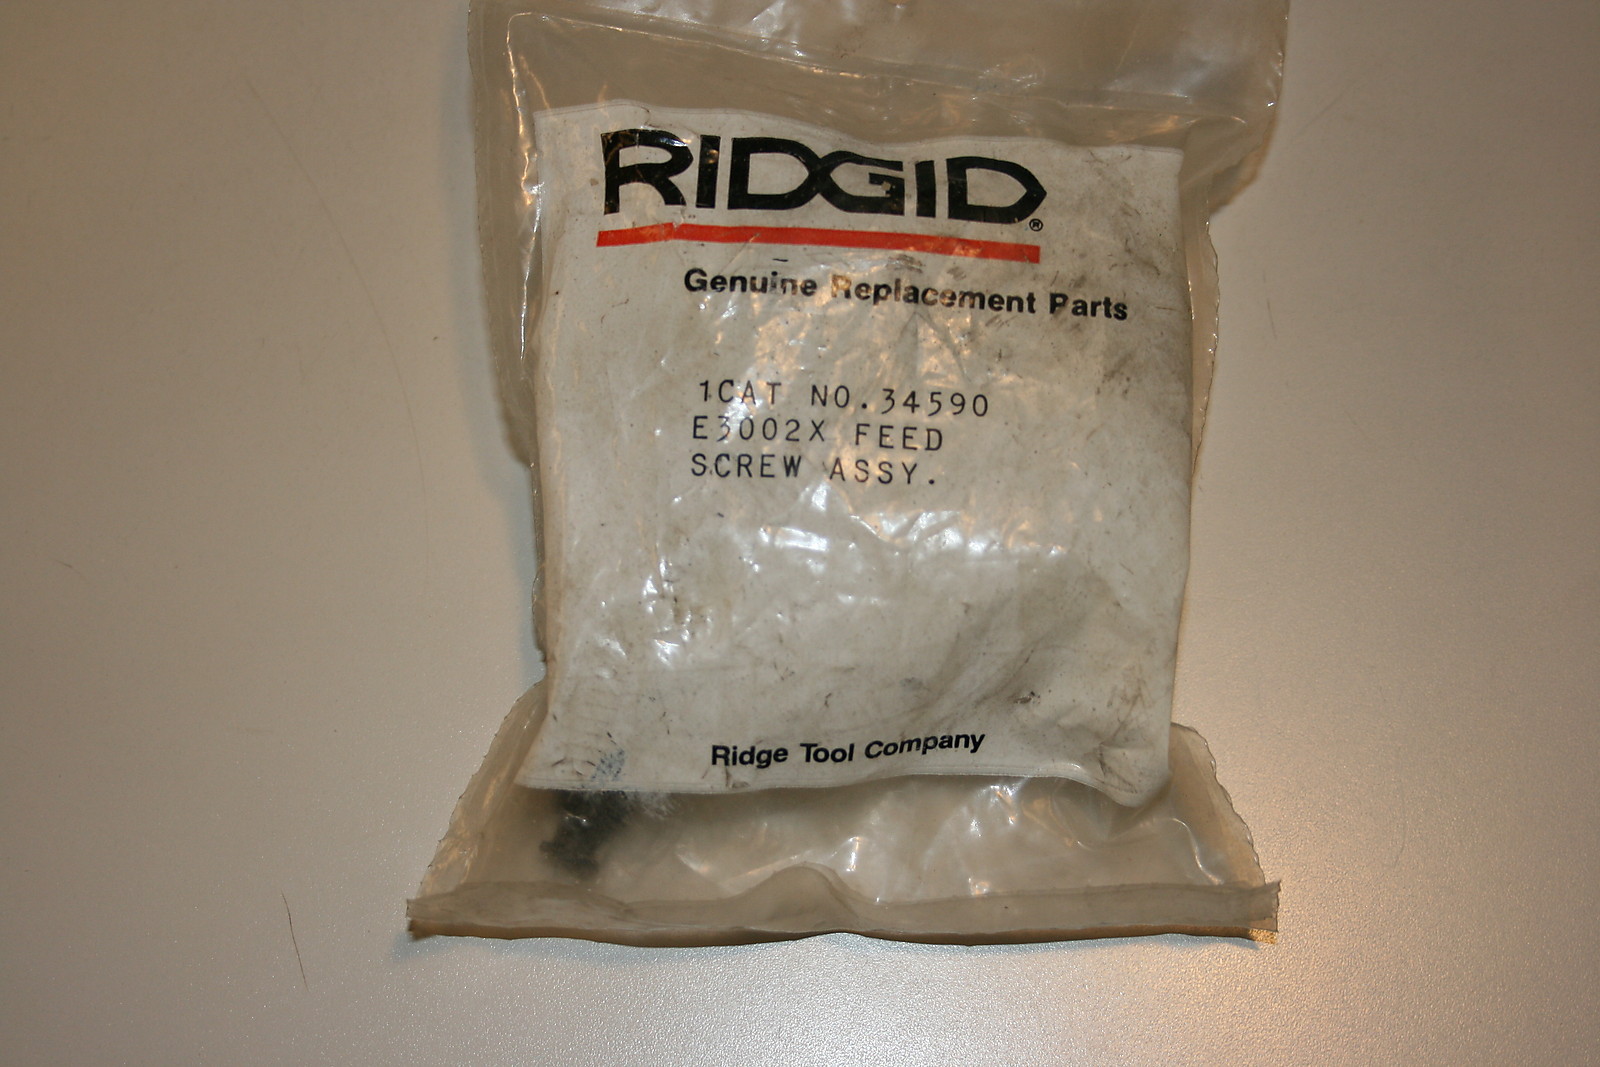 RIDGID®
Genuine Replacement Parts
1CAT NO.34590
E3002X FEED
SCREW ASSY.
Ridge Tool Company